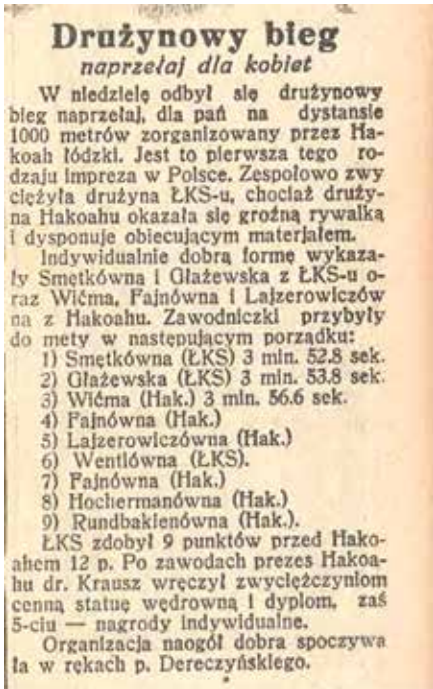 Drużynowy bieg
naprzełaj dla kobiet
W niedzielę odbył się drużynowy
bieg naprzełaj, dla pań na dystansie
1000 metrów zorganizowany przez Ha-
koah łódzki. Jest to pierwsza tego ro-
dzaju impreza w Polsce. Zespołowo zwy
ciężyła drużyna ŁKS-u, chociaż druży-
na Hakoahu okazała się groźną rywalką
i dysponuje obiecującym materjałem.
Indywidualnie dobrą formę wykaza-
ły Smętkówna i Głażewska z ŁKS-u o-
raz Wićma, Fajnówna i Lajzerowiczów
na z Hakoahu. Zawodniczki przybyły
do mety w następującym porządku:
1) Smętkówna (ŁKS) 3 min. 52.8 sek.
2) Głażewska (ŁKS) 3 min. 53.8 sek.
3) Wićma (Hak.) 3 min. 56.6 sek.
4) Fajnówna (Hak.)
5) Lajzerowiczówna (Hak.)
6) Wentlówna (ŁKS).
7) Fajnówna (Hak.)
8) Hochermanówna (Hak.)
9) Rundbakienówna (Hak.).
ŁKS zdobył 9 punktów przed Hako-
ahem 12 p. Po zawodach prezes Hakoa-
hu dr. Krausz wręczył zwyciężczyniom
cenną statuę wędrowną i dyplom, zaś
5-ciu — nagrody indywidualne.
Organizacja naogół dobra spoczywa
ła w rękach p. Dereczyńskiego.